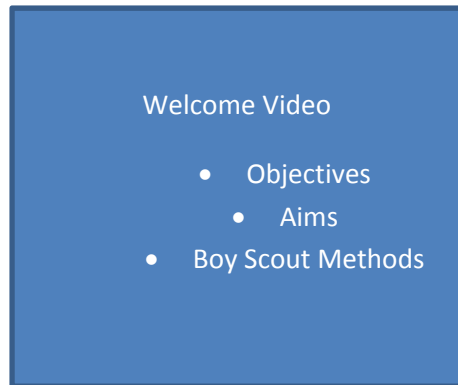 Welcome Video
• Objectives
• Aims
• Boy Scout Methods